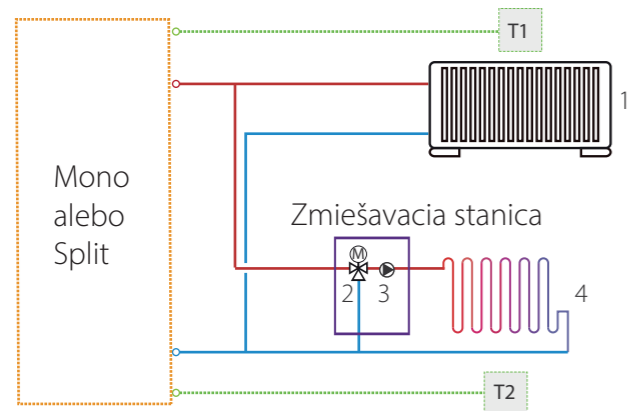 T1
1
Mono
alebo
Split
Zmiešavacia stanica
M
2 3
4
T2